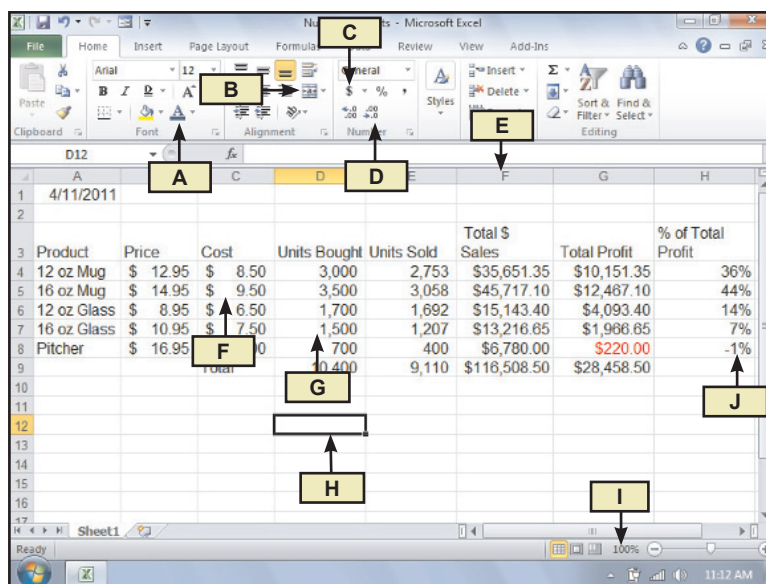 Microsoft Excel
C
File Home Insert Page Layout Formulas Review View Add-Ins
Arial 12 B General
Paste B I D A $ % , Styles Insert Delete Σ Sort & Filter Find & Select
Clipboard Font Alignment Number Editing
E
D12 fx
A D
A C D E F G H
1 4/11/2011
2
3 Product Price Cost Units Bought Units Sold Total $ Sales Total Profit % of Total Profit
4 12 oz Mug $ 12.95 $ 8.50 3,000 2,753 $35,651.35 $10,151.35 36%
5 16 oz Mug $ 14.95 $ 9.50 3,500 3,058 $45,717.10 $12,467.10 44%
6 12 oz Glass $ 8.95 $ 6.50 1,700 1,692 $15,143.40 $4,093.40 14%
7 16 oz Glass $ 10.95 $ 7.50 1,500 1,207 $13,216.65 $1,966.65 7%
8 Pitcher $ 16.95 F 700 400 $6,780.00 $220.00 -1%
9 Total 10,400 9,110 $116,508.50 $28,458.50
G J
10
11
12
13
14
H
15
16
I
17
Sheet1
Ready 100%
11:12 AM